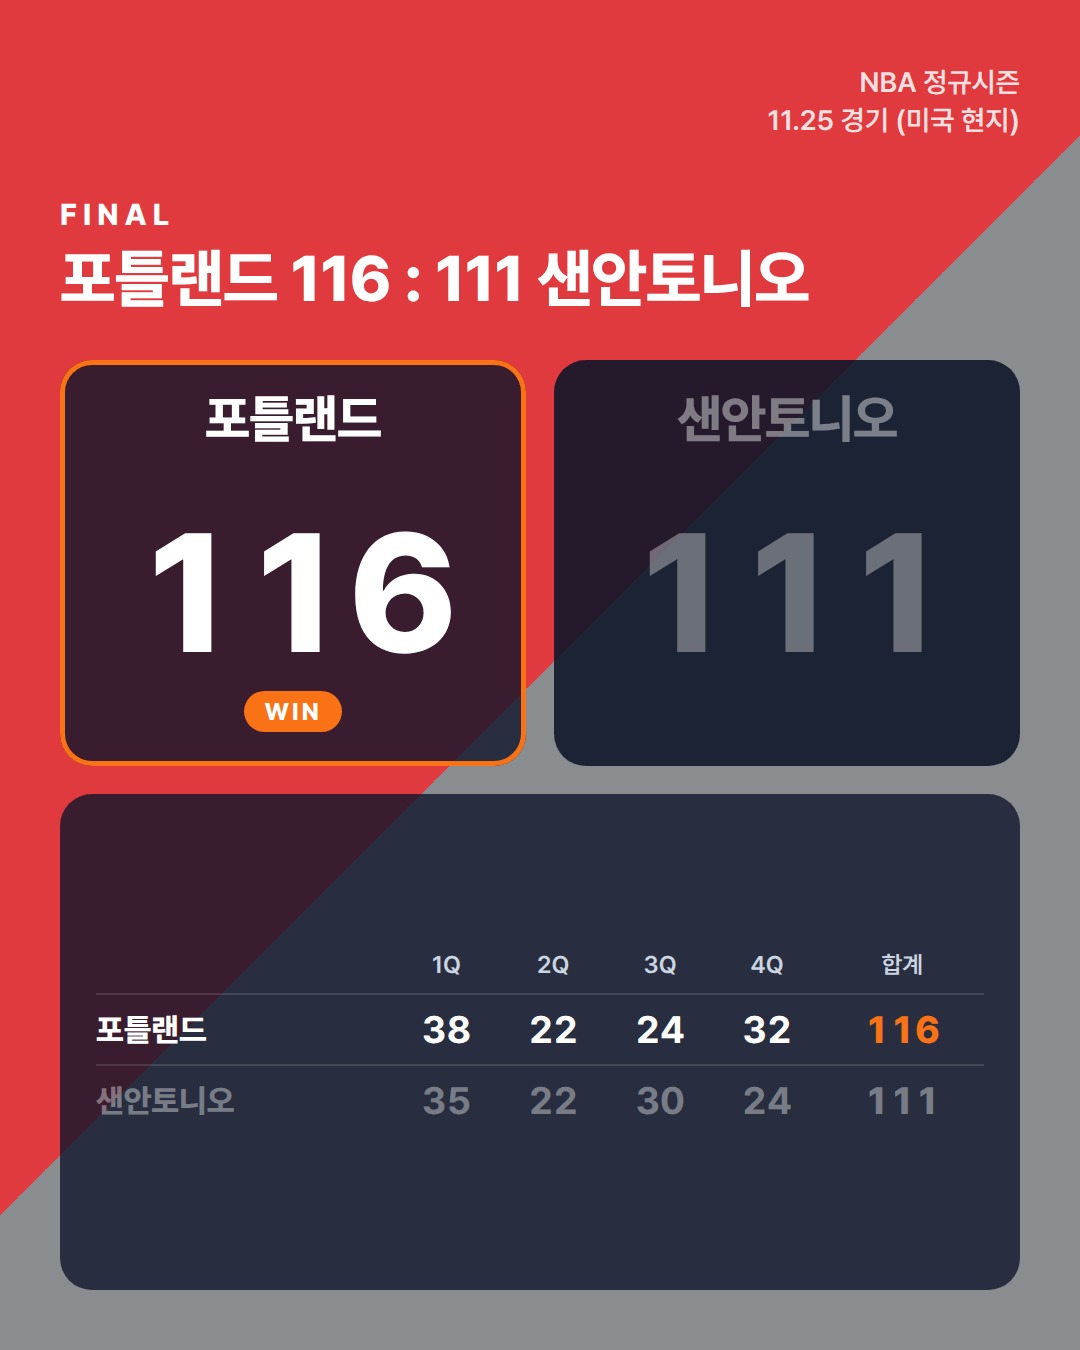 NBA 정규시즌
11.25 경기 (미국 현지)
FINAL
포틀랜드 116 : 111 샌안토니오
포틀랜드
116
WIN
샌안토니오
111
1Q 2Q 3Q 4Q 합계
포틀랜드 38 22 24 32 116
샌안토니오 35 22 30 24 111